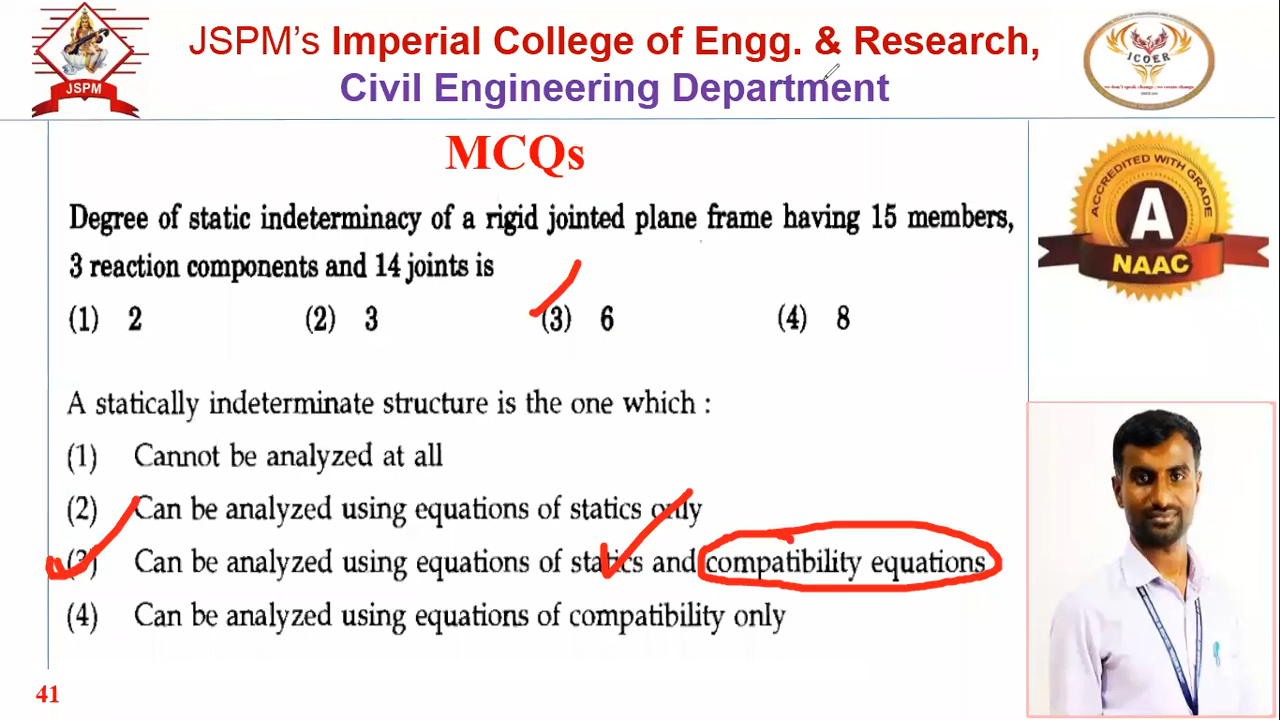 JSPM's Imperial College of Engg. & Research,
Civil Engineering Department
JSPM
ICOER
MCQs
Degree of static indeterminacy of a rigid jointed plane frame having 15 members,
3 reaction components and 14 joints is
(1) 2 (2) 3 (3) 6 (4) 8
A statically indeterminate structure is the one which :
(1) Cannot be analyzed at all
(2) Can be analyzed using equations of statics only
(3) Can be analyzed using equations of statics and compatibility equations
(4) Can be analyzed using equations of compatibility only
41
ACCREDITED WITH GRADE
A
NAAC